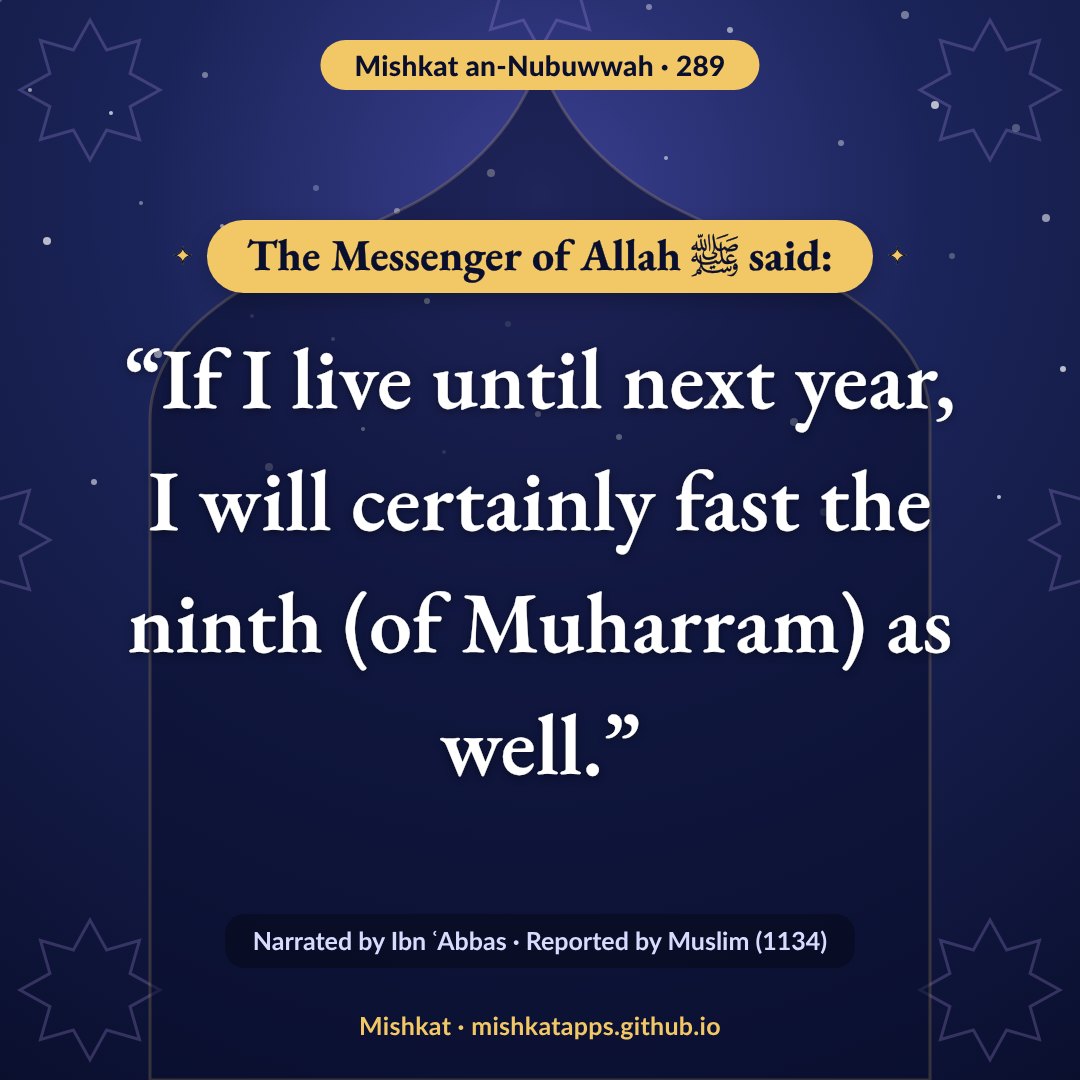 Mishkat an-Nubuwwah · 289
The Messenger of Allah ﷺ said:
“If I live until next year,
I will certainly fast the
ninth (of Muharram) as
well.”
Narrated by Ibn ʿAbbas · Reported by Muslim (1134)
Mishkat · mishkatapps.github.io